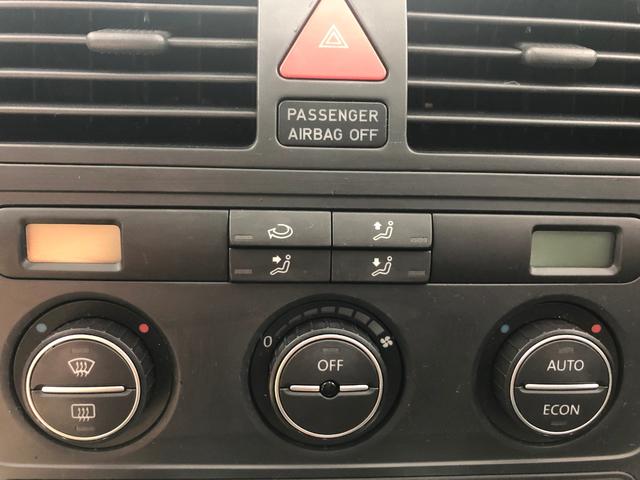 PASSENGER
AIRBAG OFF
0
OFF
AUTO
ECON